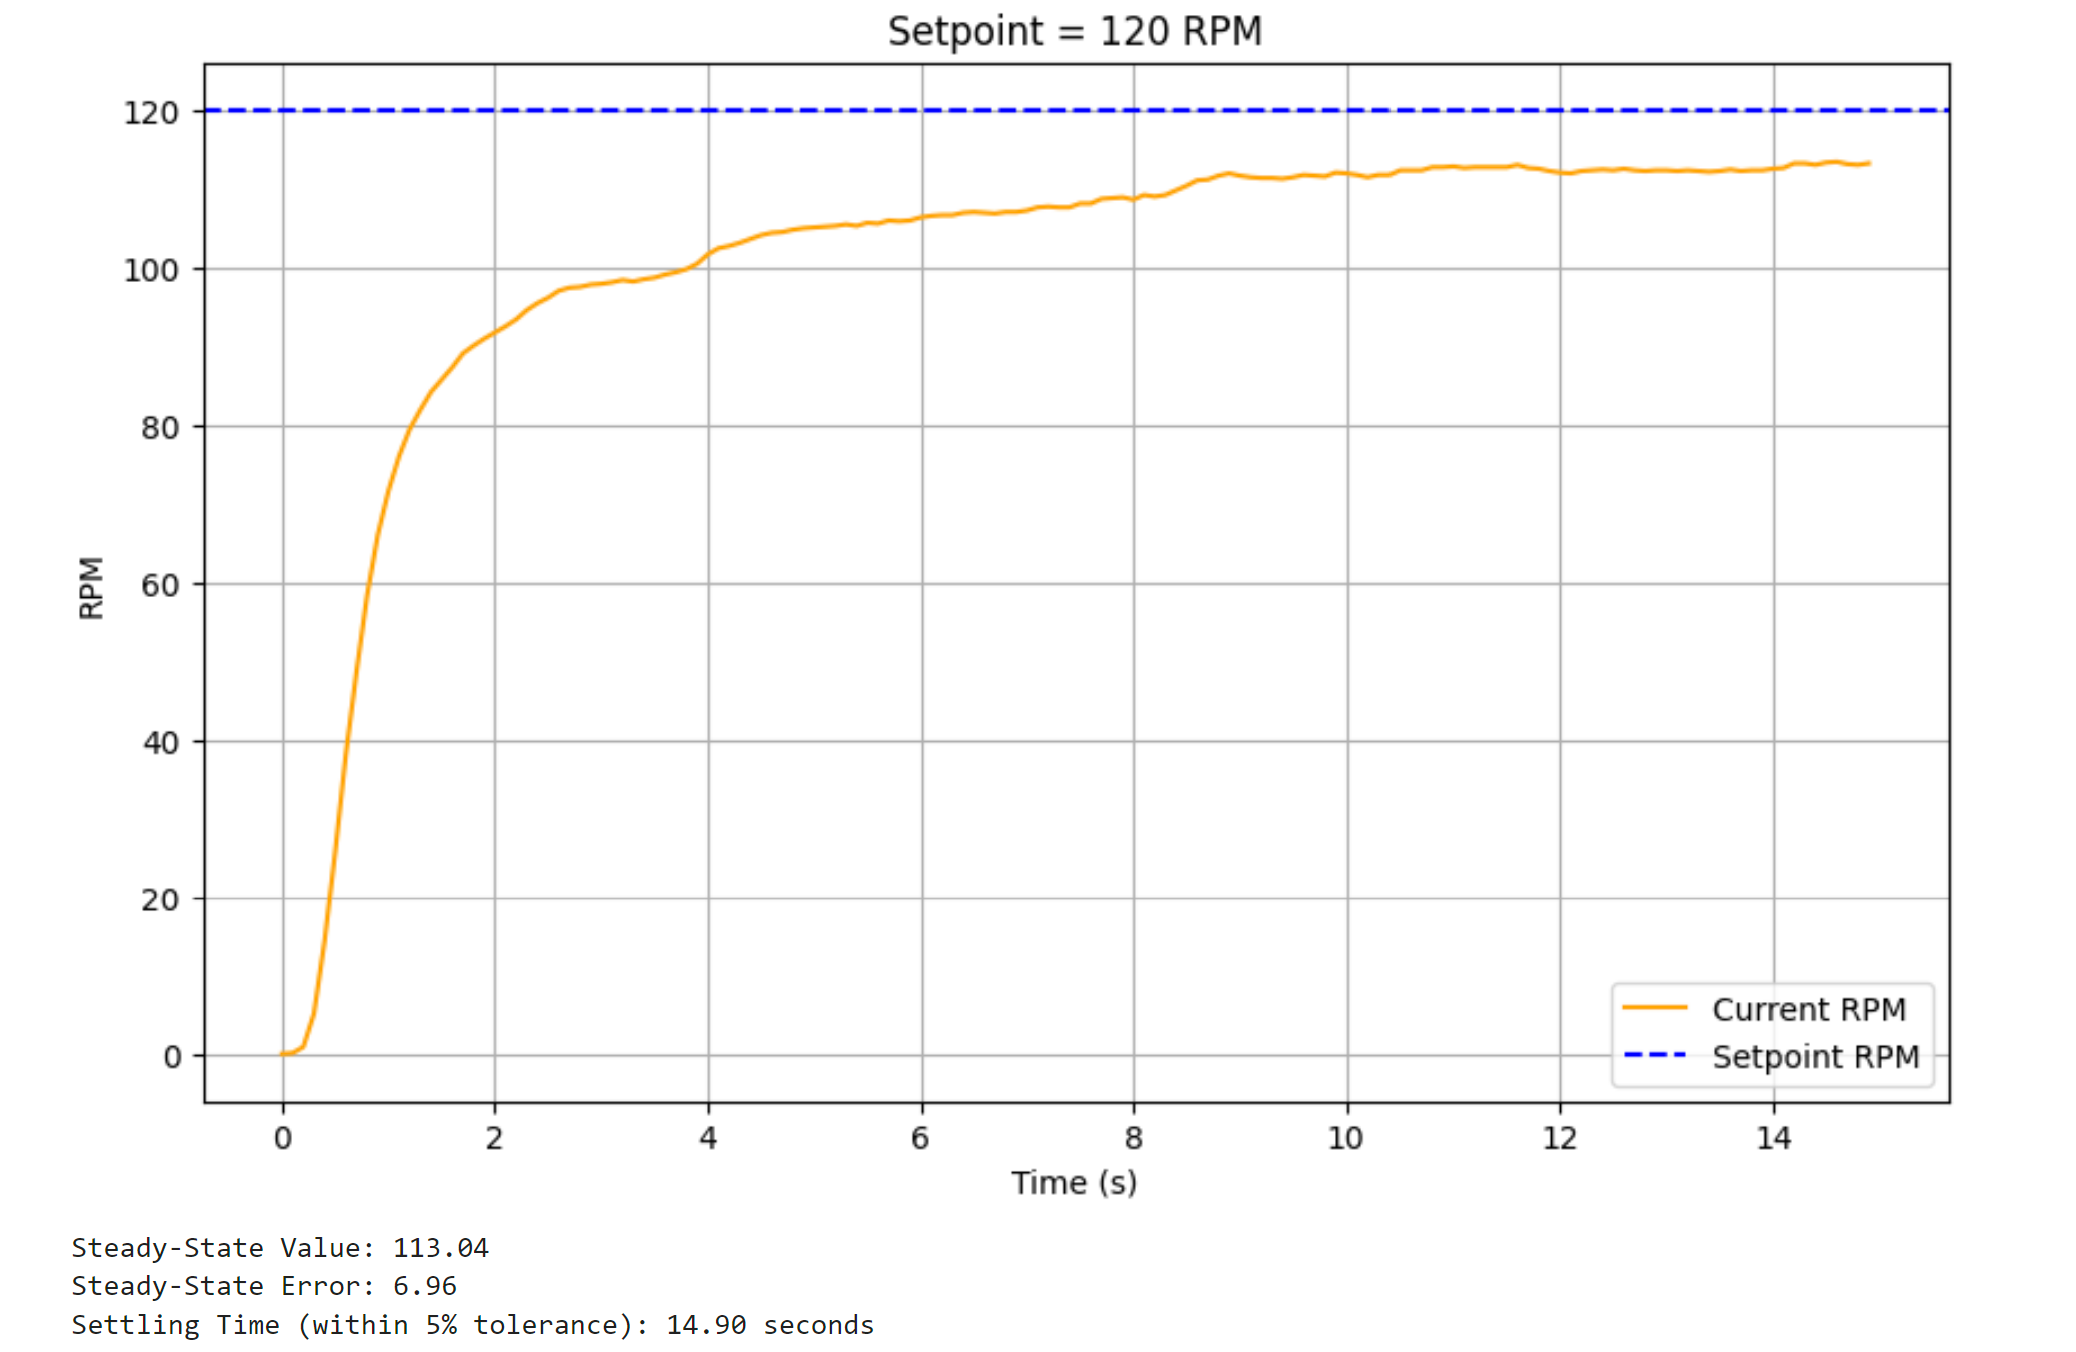 Setpoint = 120 RPM
120
100
80
60
40
20
0
RPM
0 2 4 6 8 10 12 14
Time (s)
Current RPM
Setpoint RPM
Steady-State Value: 113.04
Steady-State Error: 6.96
Settling Time (within 5% tolerance): 14.90 seconds